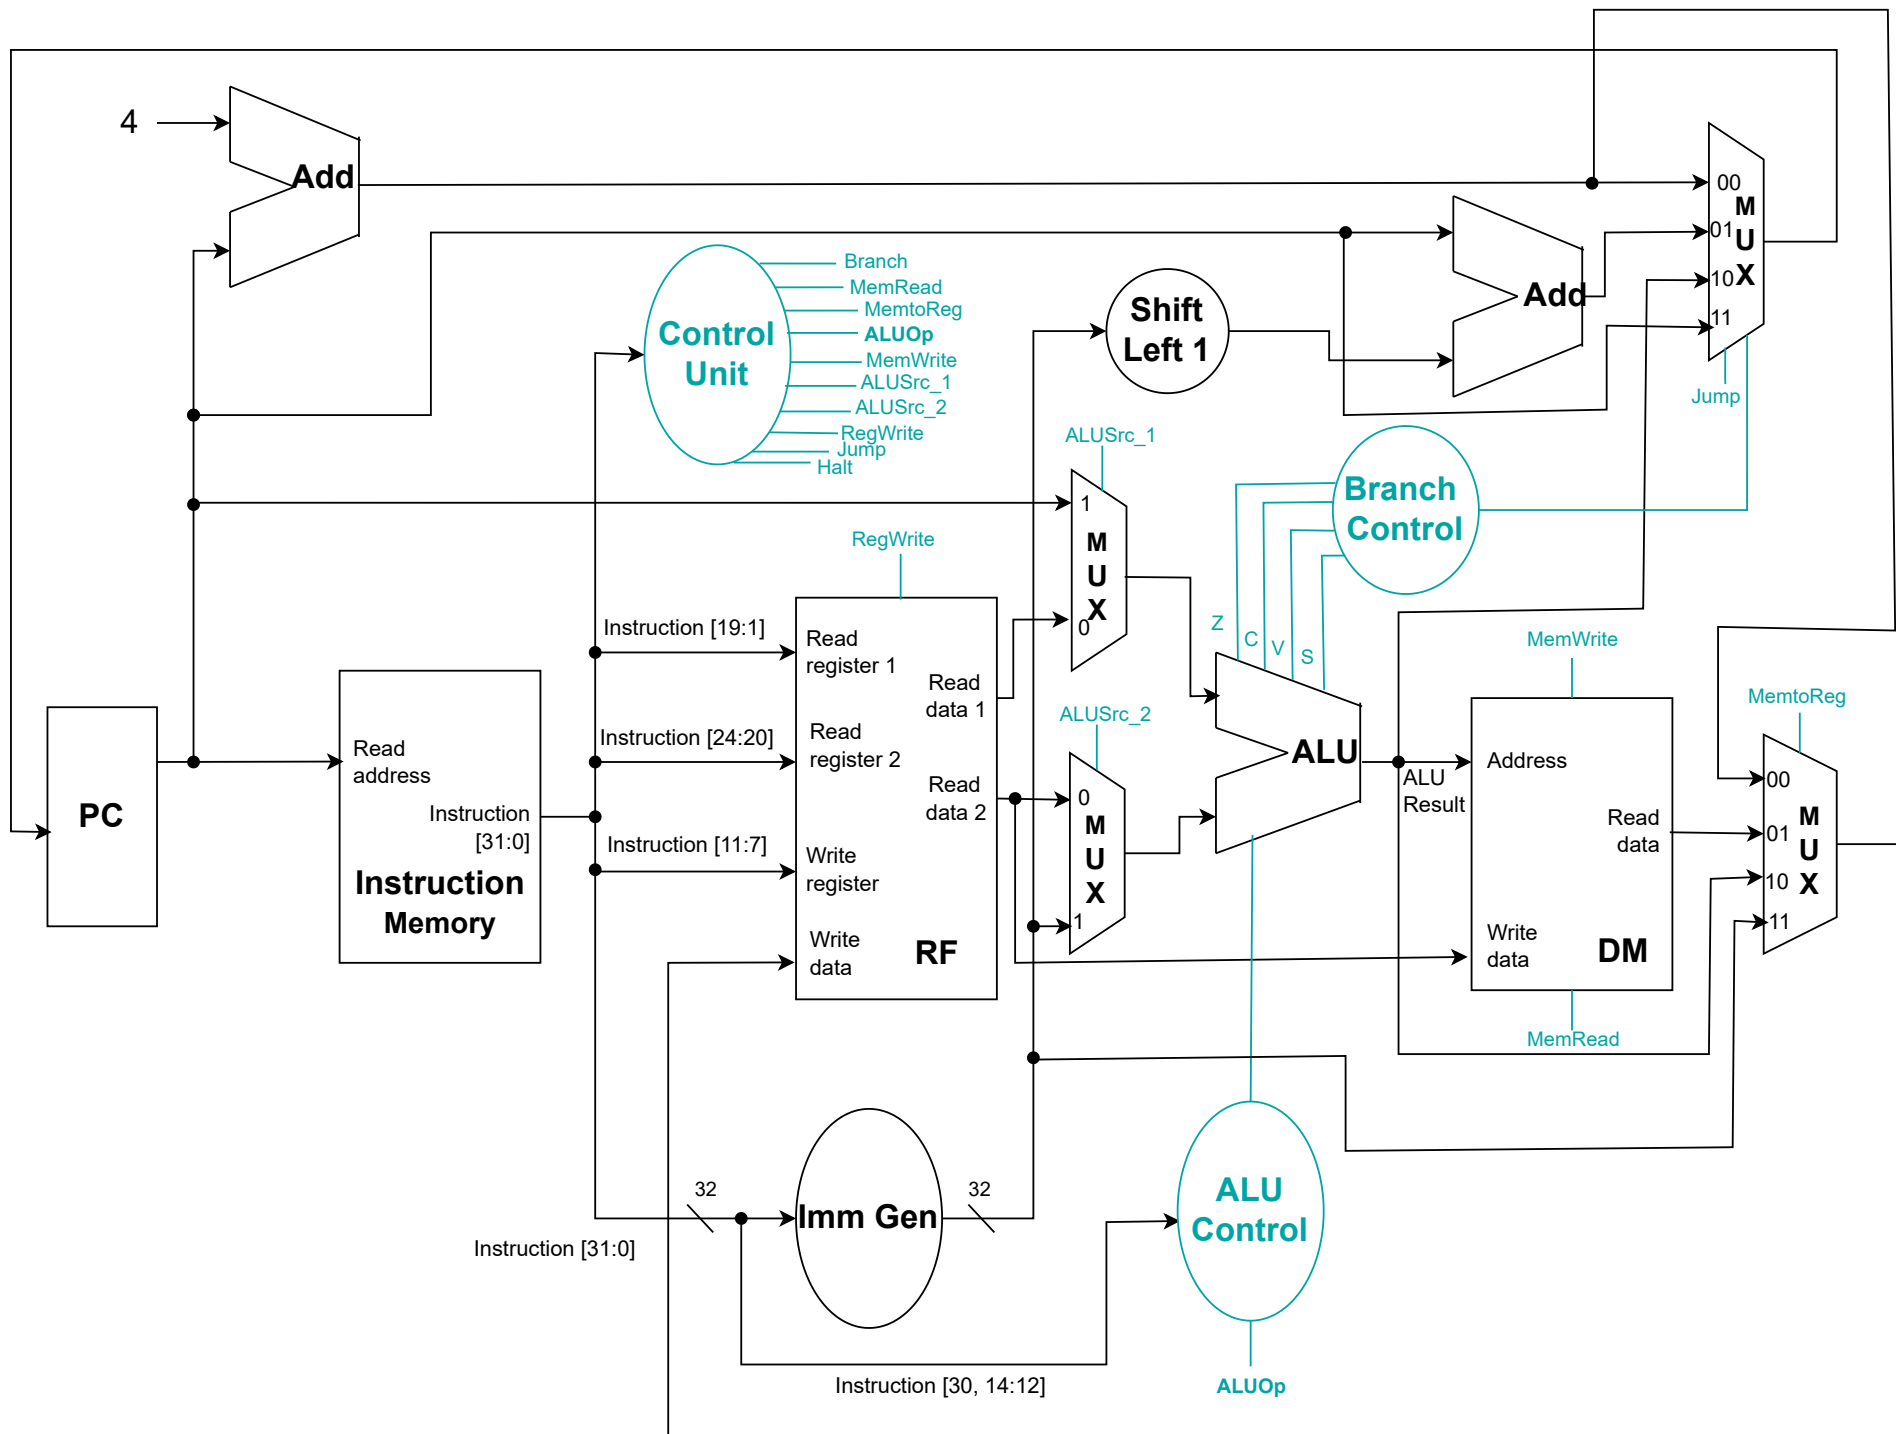 4
Add
00
M
01
U
10
X
11
Jump
Control
Unit
Branch
MemRead
MemtoReg
ALUOp
MemWrite
ALUSrc_1
ALUSrc_2
RegWrite
Jump
Halt
Shift
Left 1
Add
ALUSrc_1
1
M
U
X
0
Branch
Control
Z
C
V
S
RegWrite
Instruction [19:1]
Instruction [24:20]
Instruction [11:7]
Read
register 1
Read
register 2
Write
register
Write
data
Read
data 1
Read
data 2
RF
PC
Read
address
Instruction
[31:0]
Instruction
Memory
ALUSrc_2
0
M
U
X
1
ALU
ALU
Result
MemWrite
Address
Read
data
Write
data
DM
MemRead
MemtoReg
00
01
10
11
M
U
X
32
Imm Gen
32
Instruction [31:0]
Instruction [30, 14:12]
ALU
Control
ALUOp